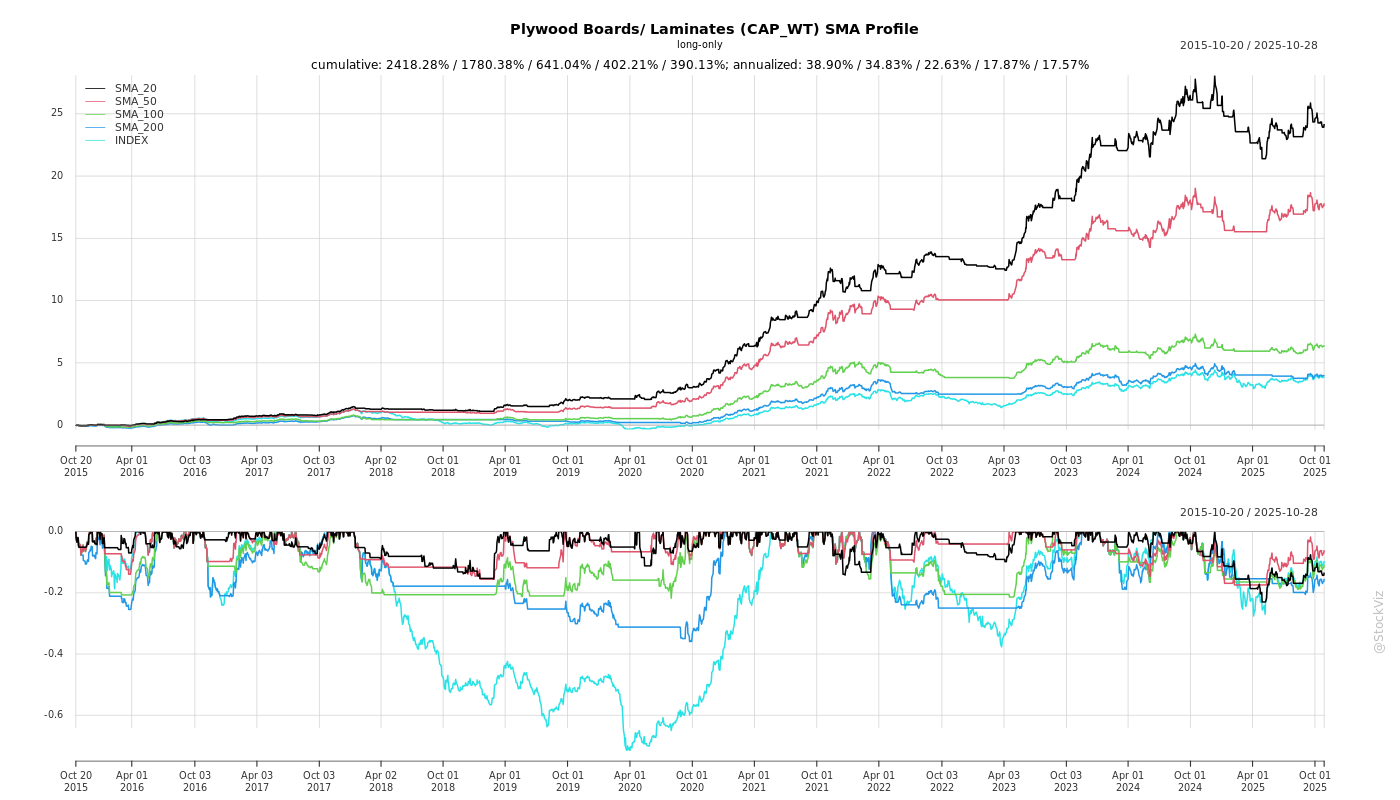 Plywood Boards/ Laminates (CAP_WT) SMA Profile
long-only
2015-10-20 / 2025-10-28
cumulative: 2418.28% / 1780.38% / 641.04% / 402.21% / 390.13%; annualized: 38.90% / 34.83% / 22.63% / 17.87% / 17.57%
SMA_20
SMA_50
SMA_100
SMA_200
INDEX
25
20
15
10
5
0
Oct 20 Apr 01 Oct 03 Apr 03 Oct 03 Apr 02 Oct 01 Apr 01 Oct 01 Apr 01 Oct 01 Apr 01 Oct 01 Apr 01 Oct 03 Apr 03 Oct 03 Apr 01 Oct 01 Apr 01 Oct 01
2015 2016 2016 2017 2017 2018 2018 2019 2019 2020 2020 2021 2021 2022 2022 2023 2023 2024 2024 2025 2025
2015-10-20 / 2025-10-28
0.0
-0.2
-0.4
-0.6
Oct 20 Apr 01 Oct 03 Apr 03 Oct 03 Apr 02 Oct 01 Apr 01 Oct 01 Apr 01 Oct 01 Apr 01 Oct 01 Apr 01 Oct 03 Apr 03 Oct 03 Apr 01 Oct 01 Apr 01 Oct 01
2015 2016 2016 2017 2017 2018 2018 2019 2019 2020 2020 2021 2021 2022 2022 2023 2023 2024 2024 2025 2025
@StockViz